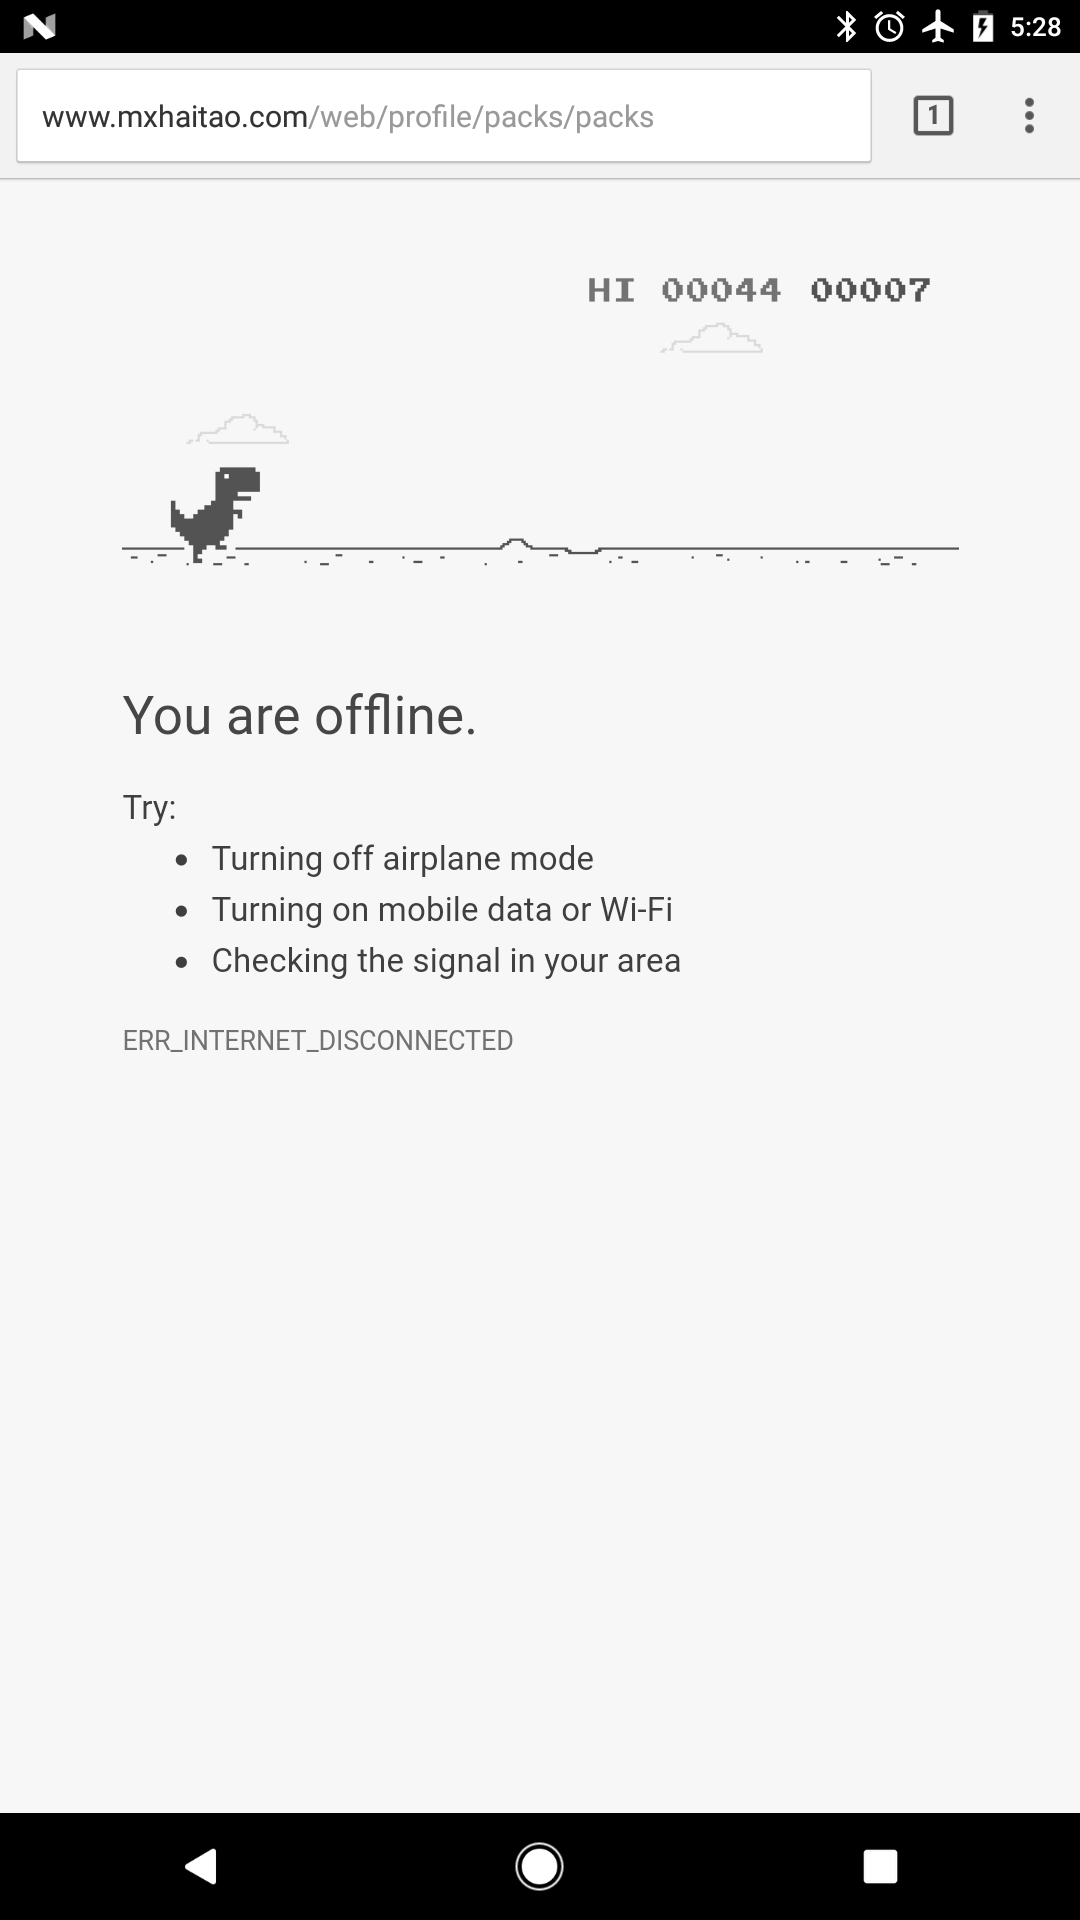 5:28
www.mxhaitao.com/web/profile/packs/packs
1
HI 00044 00007
You are offline.
Try:
• Turning off airplane mode
• Turning on mobile data or Wi-Fi
• Checking the signal in your area
ERR_INTERNET_DISCONNECTED